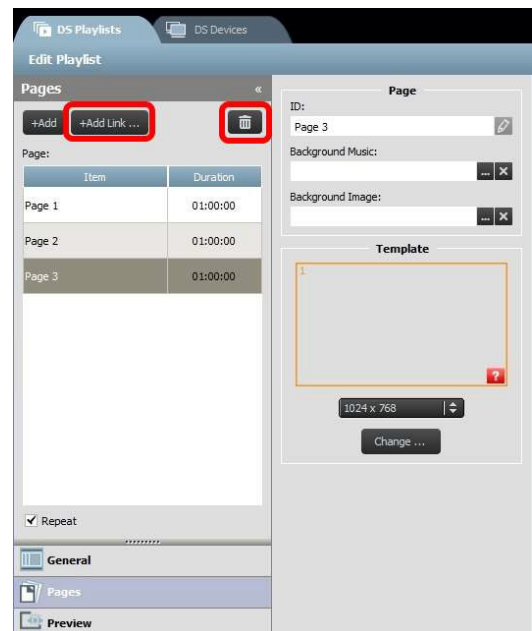 DS Playlists DS Devices
Edit Playlist
Pages «
+Add +Add Link ...
Page:
Item Duration
Page 1 01:00:00
Page 2 01:00:00
Page 3 01:00:00
Repeat
General
Pages
Preview
Page
ID:
Page 3
Background Music:
... X
Background Image:
... X
Template
1
?
1024 x 768
Change ...